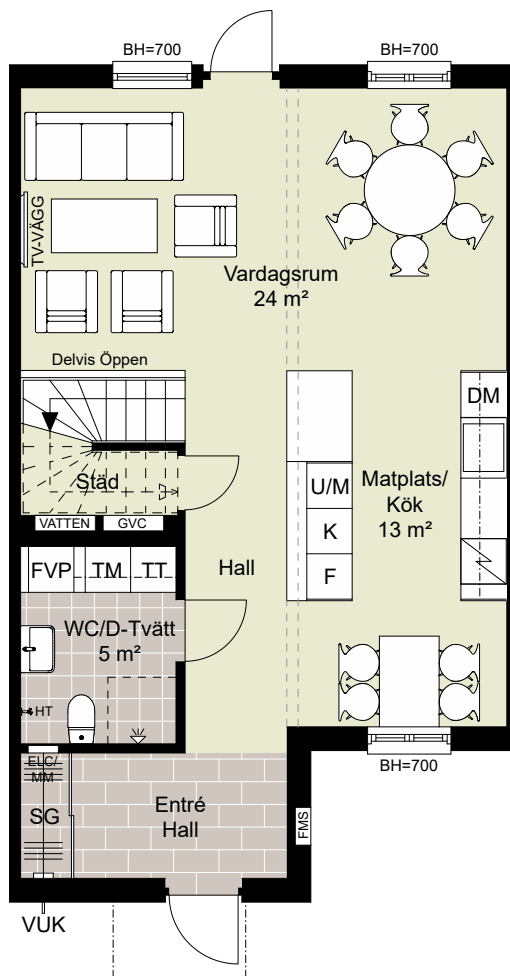 BH=700
BH=700
TV-VÄGG
Vardagsrum
24 m²
Delvis Öppen
DM
Städ
U/M
Matplats/
Kök
13 m²
K
VATTEN
GVC
F
FVP
TM
TT
Hall
WC/D-Tvätt
5 m²
HT
ELC/
MM
BH=700
SG
Entré
Hall
FMS
VUK